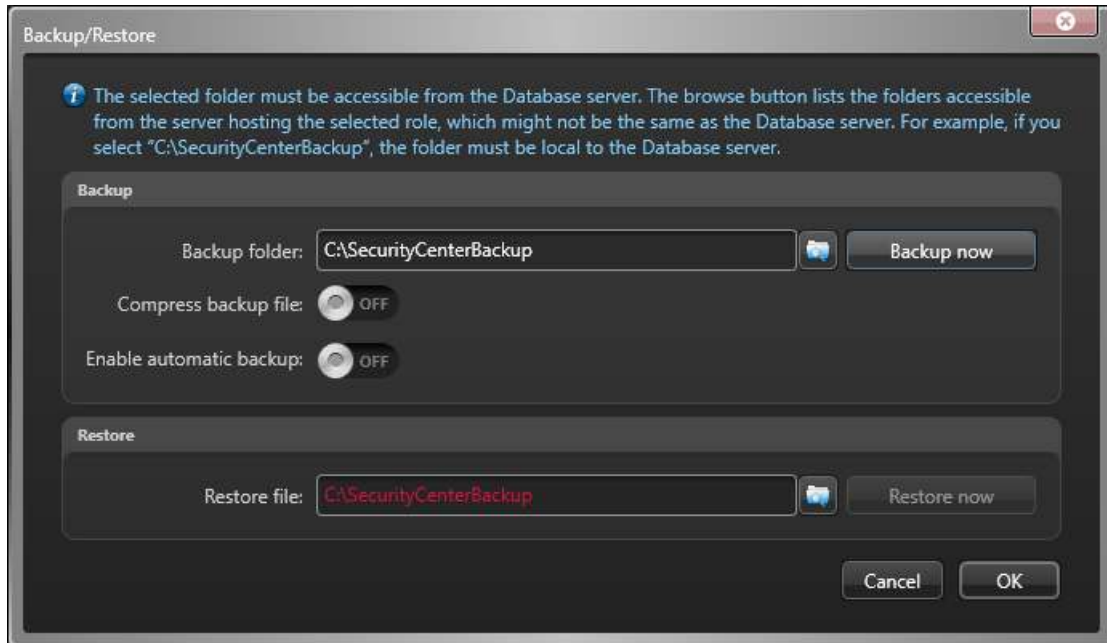 Backup/Restore
The selected folder must be accessible from the Database server. The browse button lists the folders accessible
from the server hosting the selected role, which might not be the same as the Database server. For example, if you
select "C:\SecurityCenterBackup", the folder must be local to the Database server.
Backup
Backup folder: C:\SecurityCenterBackup Backup now
Compress backup file: OFF
Enable automatic backup: OFF
Restore
Restore file: C:\SecurityCenterBackup Restore now
Cancel OK